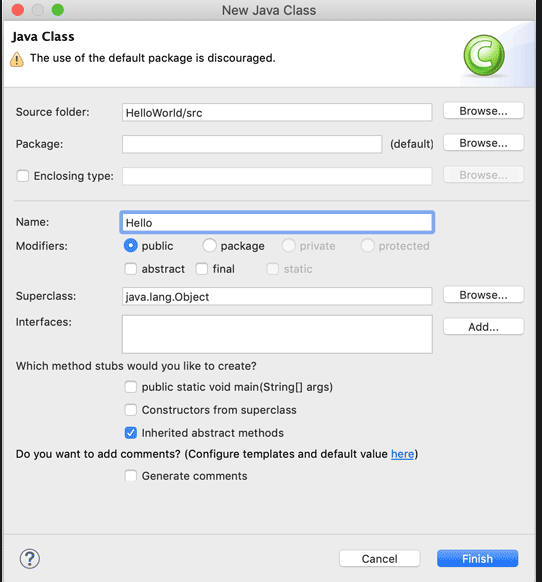 New Java Class
Java Class
The use of the default package is discouraged.
Source folder: HelloWorld/src Browse...
Package: (default) Browse...
Enclosing type: Browse...
Name: Hello
Modifiers: public package private protected
abstract final static
Superclass: java.lang.Object Browse...
Interfaces: Add...
Which method stubs would you like to create?
public static void main(String[] args)
Constructors from superclass
Inherited abstract methods
Do you want to add comments? (Configure templates and default value here)
Generate comments
? Cancel Finish